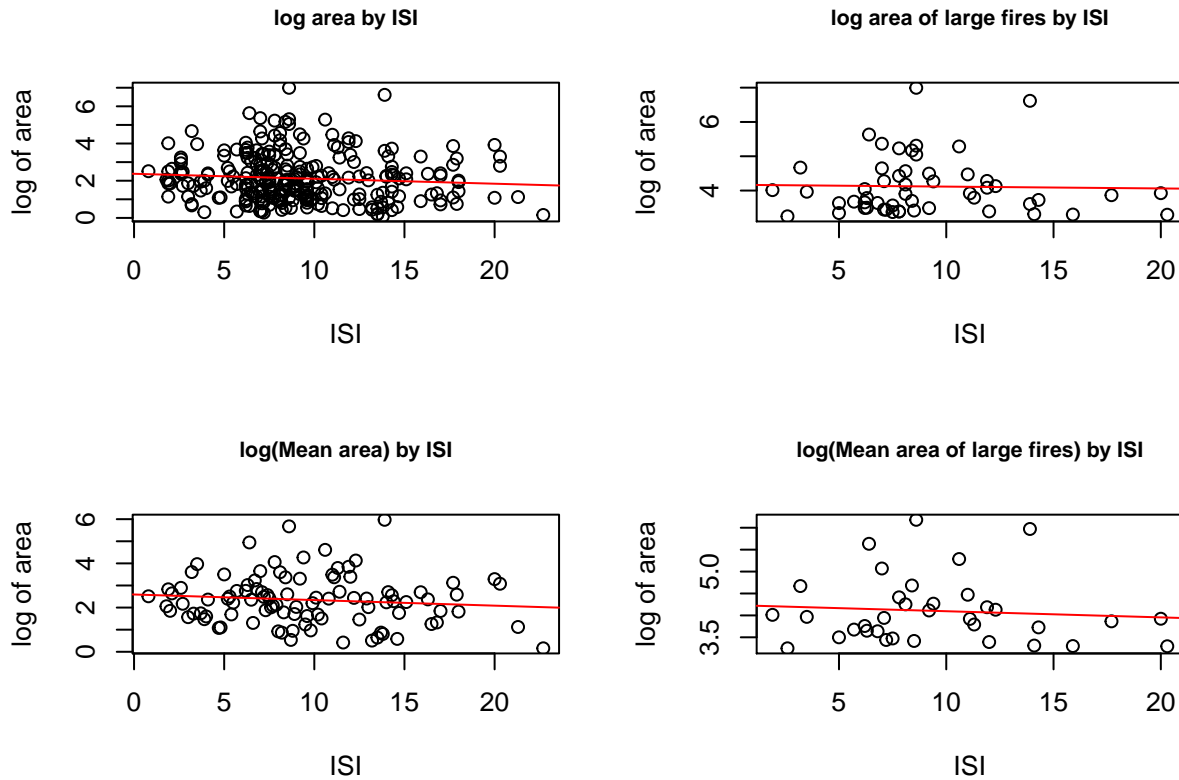 log area by ISI
log of area
0 2 4 6
0 5 10 15 20
ISI
log area of large fires by ISI
log of area
4 6
5 10 15 20
ISI
log(Mean area) by ISI
log of area
0 2 4 6
0 5 10 15 20
ISI
log(Mean area of large fires) by ISI
log of area
3.5 5.0
5 10 15 20
ISI